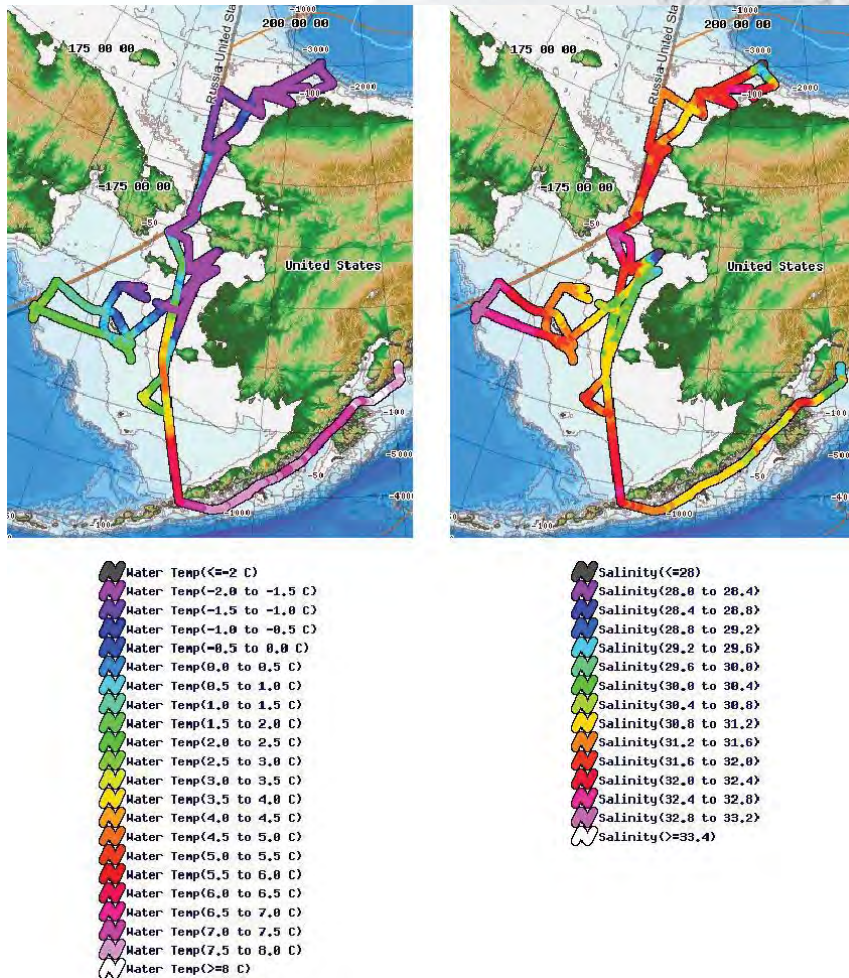 -1000
200 00 00
175 00 00
-3000
Russia-United Sta
-2000
-100
-175 00 00
-50
United States
-100
-5000
-400
50
-100
-1000
-1000
200 00 00
175 00 00
-3000
Russia-United Sta
-2000
-100
-175 00 00
-50
United States
-100
-5000
-40
50
-100
-1000
Water Temp(<=-2 C)
Water Temp(-2.0 to -1.5 C)
Water Temp(-1.5 to -1.0 C)
Water Temp(-1.0 to -0.5 C)
Water Temp(-0.5 to 0.0 C)
Water Temp(0.0 to 0.5 C)
Water Temp(0.5 to 1.0 C)
Water Temp(1.0 to 1.5 C)
Water Temp(1.5 to 2.0 C)
Water Temp(2.0 to 2.5 C)
Water Temp(2.5 to 3.0 C)
Water Temp(3.0 to 3.5 C)
Water Temp(3.5 to 4.0 C)
Water Temp(4.0 to 4.5 C)
Water Temp(4.5 to 5.0 C)
Water Temp(5.0 to 5.5 C)
Water Temp(5.5 to 6.0 C)
Water Temp(6.0 to 6.5 C)
Water Temp(6.5 to 7.0 C)
Water Temp(7.0 to 7.5 C)
Water Temp(7.5 to 8.0 C)
Water Temp(>=8 C)
Salinity(<=28)
Salinity(28.0 to 28.4)
Salinity(28.4 to 28.8)
Salinity(28.8 to 29.2)
Salinity(29.2 to 29.6)
Salinity(29.6 to 30.0)
Salinity(30.0 to 30.4)
Salinity(30.4 to 30.8)
Salinity(30.8 to 31.2)
Salinity(31.2 to 31.6)
Salinity(31.6 to 32.0)
Salinity(32.0 to 32.4)
Salinity(32.4 to 32.8)
Salinity(32.8 to 33.2)
Salinity(>=33.4)